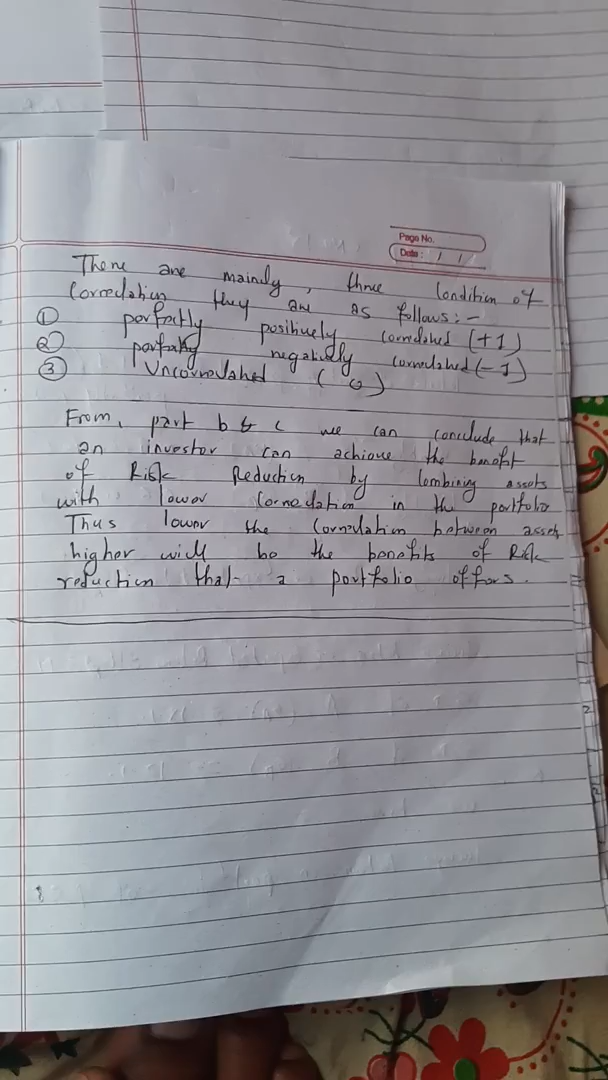 Page No.
Date: / /
There are mainly, three Condition of
Correlation they are as follows:-
① perfectly positively correlated (+1)
② perfectly negatively correlated (-1)
③ Uncorrelated (0)
From, part b & c we can conclude that
an investor can achieve the benefit
of Risk Reduction by Combining assets
with lower Correlation in the portfolio
Thus lower the Correlation between assets
higher will be the benefits of Risk
reduction that a portfolio offers.